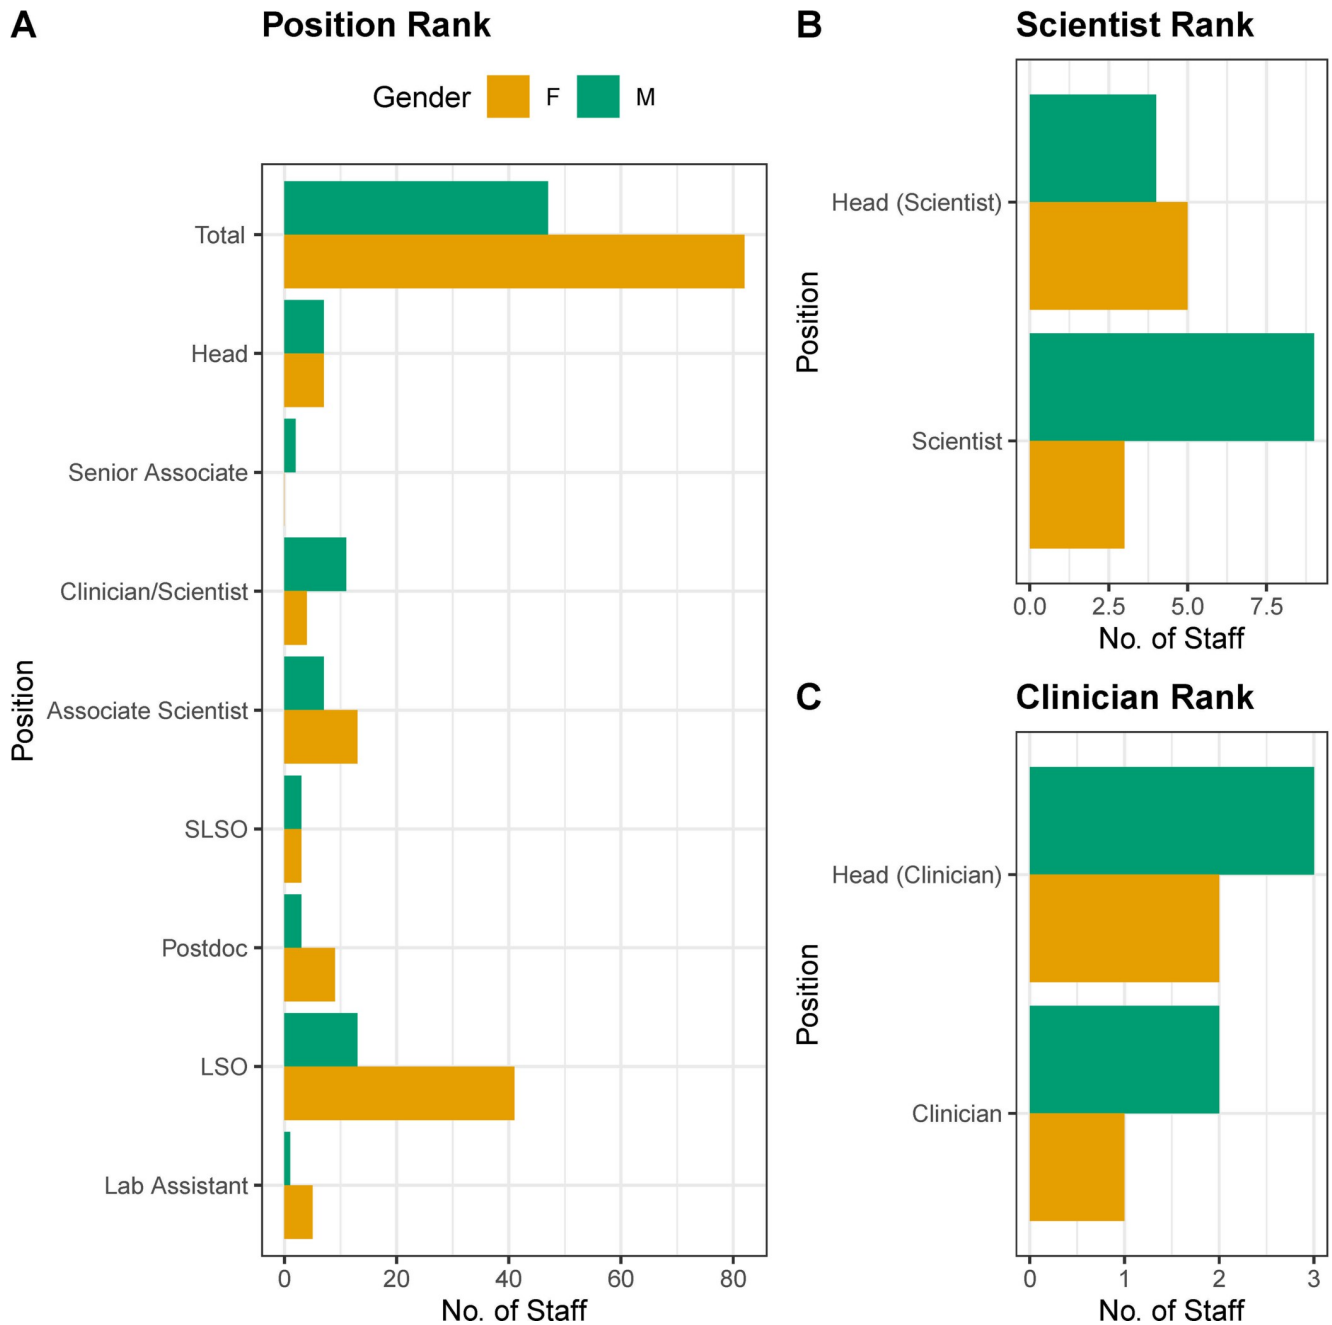 A
Position Rank
Gender F M
Total
Head
Senior Associate
Clinician/Scientist
Associate Scientist
SLSO
Postdoc
LSO
Lab Assistant
Position
0 20 40 60 80
No. of Staff
B
Scientist Rank
Head (Scientist)
Scientist
Position
0.0 2.5 5.0 7.5
No. of Staff
C
Clinician Rank
Head (Clinician)
Clinician
Position
0 1 2 3
No. of Staff